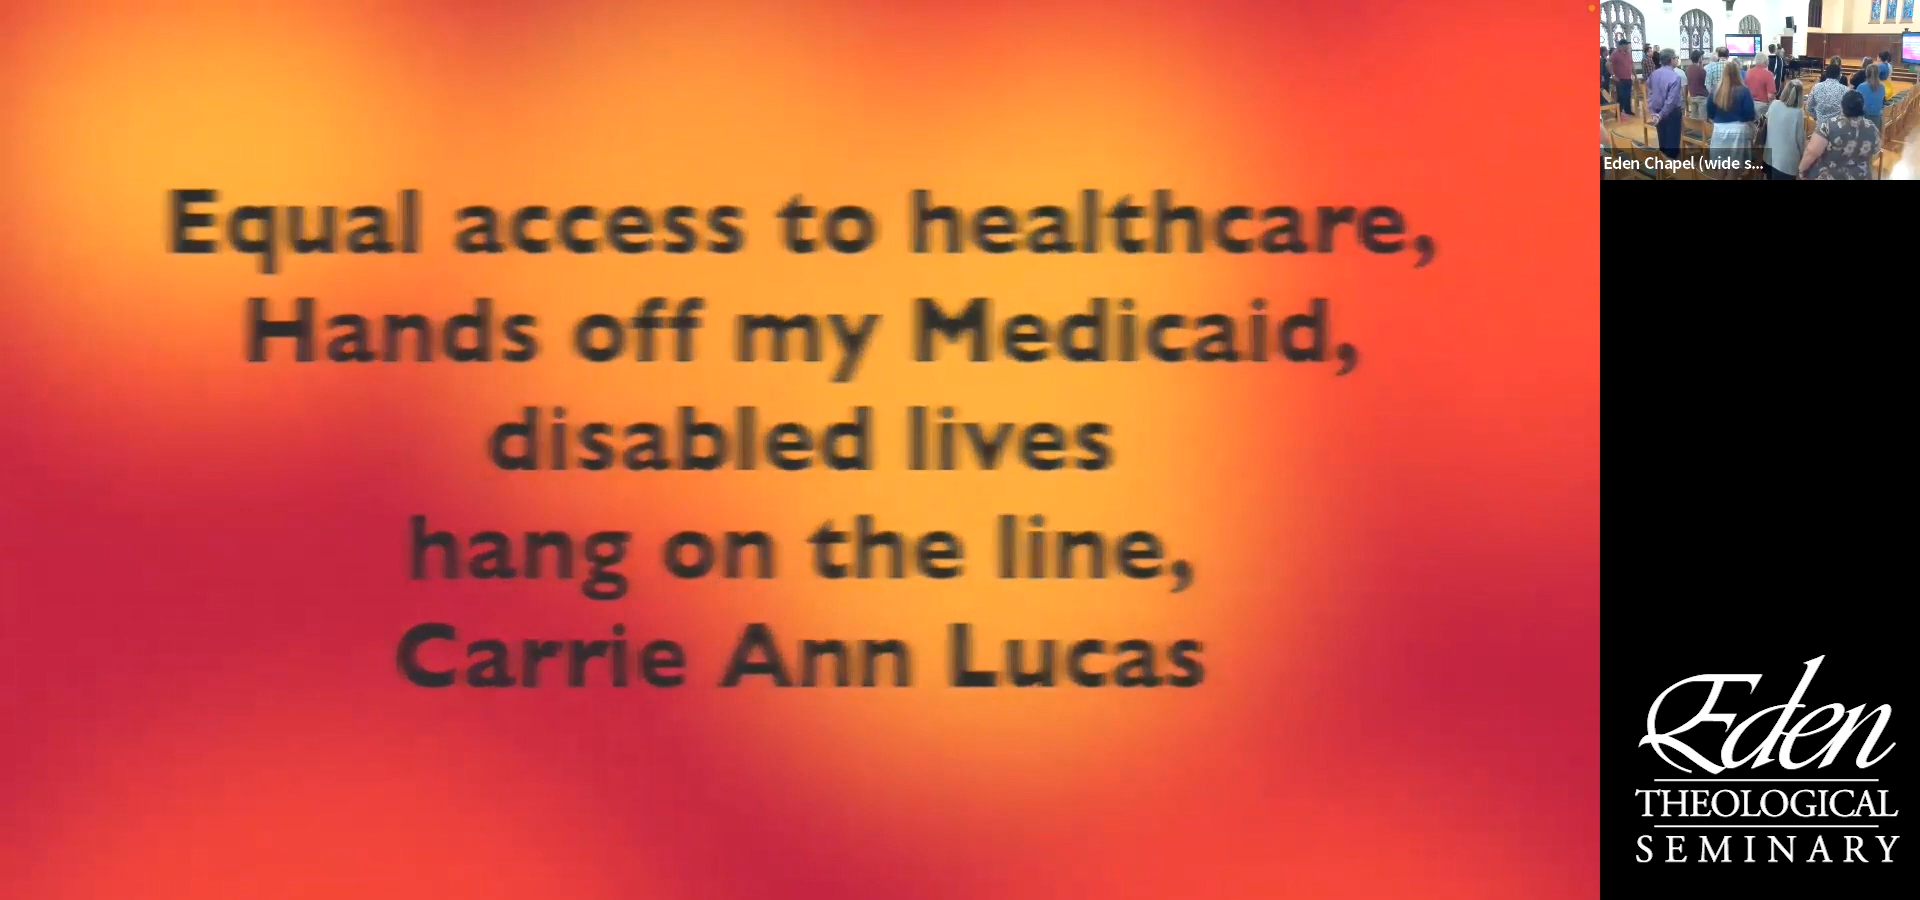 Equal access to healthcare,
Hands off my Medicaid,
disabled lives
hang on the line,
Carrie Ann Lucas
Eden Chapel (wide s...
Eden
THEOLOGICAL
SEMINARY